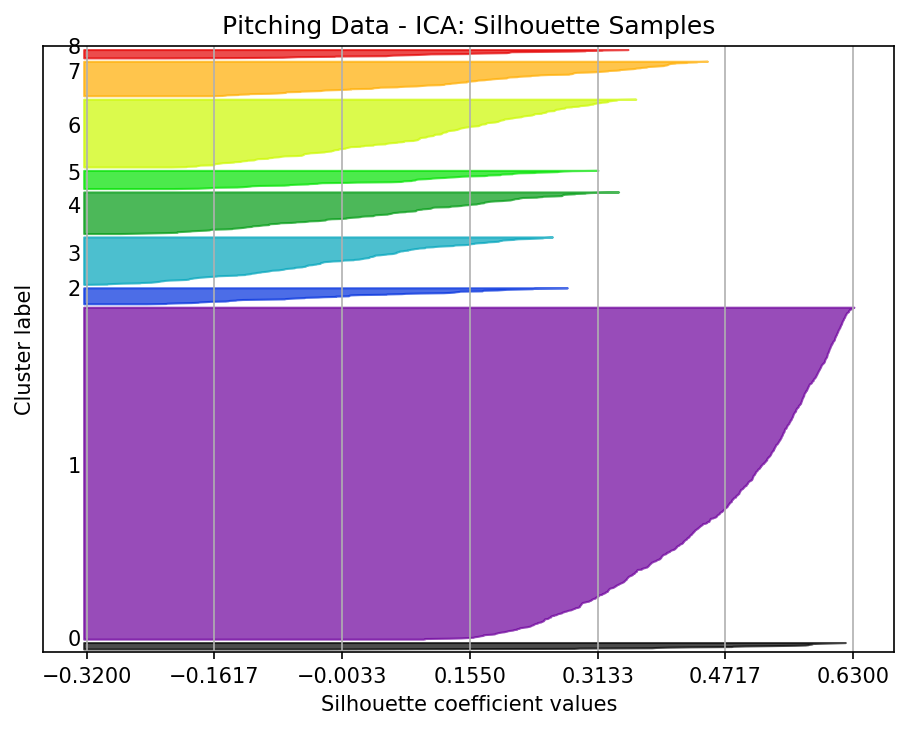 Pitching Data - ICA: Silhouette Samples
8
7
6
5
4
3
2
1
0
Cluster label
−0.3200 −0.1617 −0.0033 0.1550 0.3133 0.4717 0.6300
Silhouette coefficient values